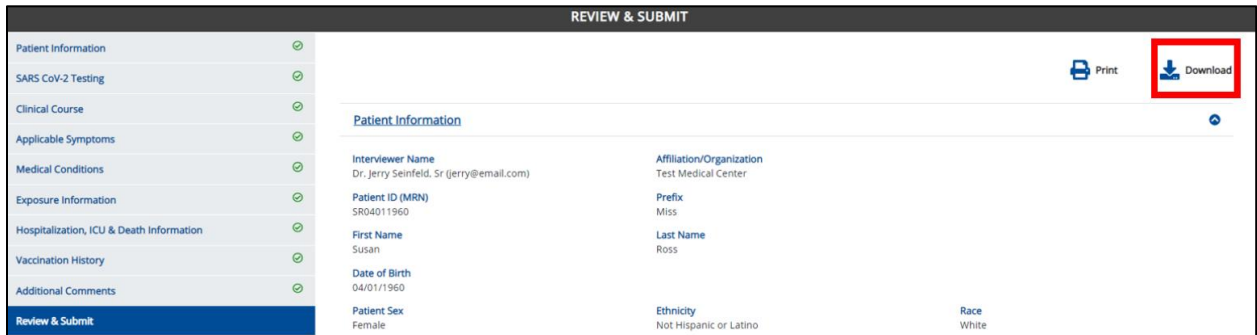 REVIEW & SUBMIT
Patient Information
SARS CoV-2 Testing
Clinical Course
Applicable Symptoms
Medical Conditions
Exposure Information
Hospitalization, ICU & Death Information
Vaccination History
Additional Comments
Review & Submit
Print Download
Patient Information
Interviewer Name Affiliation/Organization
Dr. Jerry Seinfeld, Sr (jerry@email.com) Test Medical Center
Patient ID (MRN) Prefix
SR04011960 Miss
First Name Last Name
Susan Ross
Date of Birth
04/01/1960
Patient Sex Ethnicity Race
Female Not Hispanic or Latino White